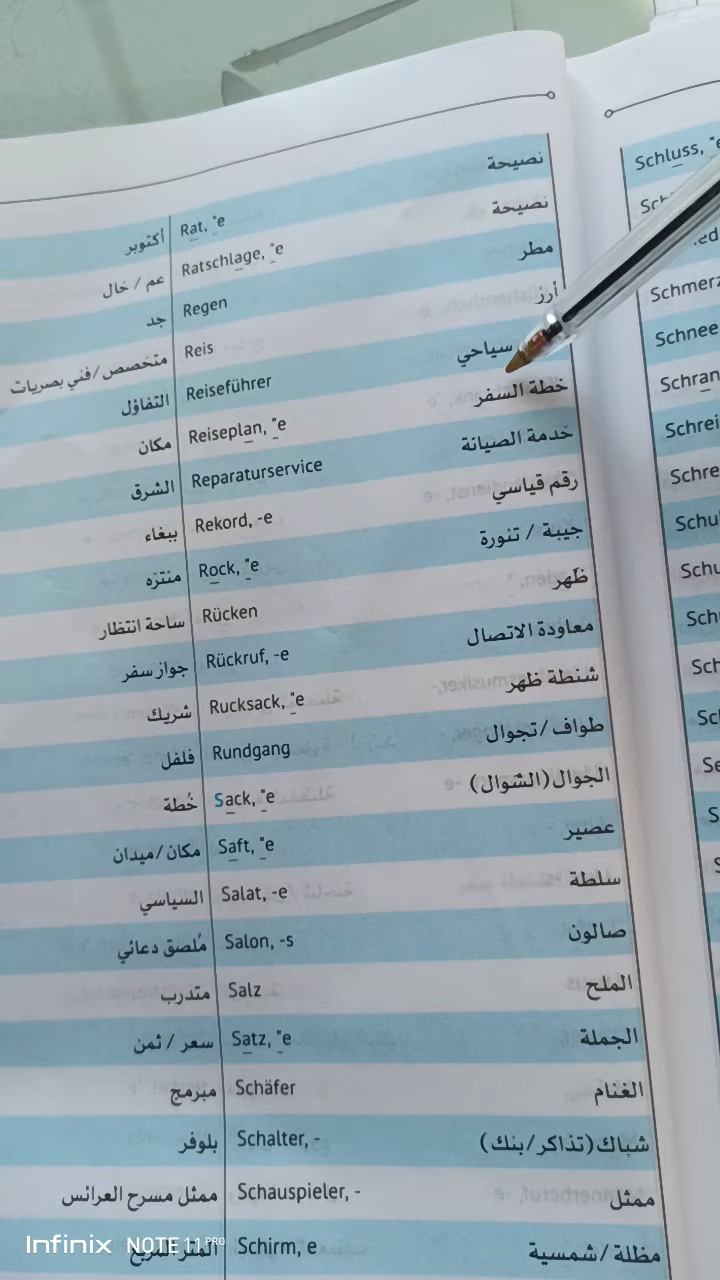 Rat, ¨e نصيحة
أكتوبر
Ratschlage, ¨e نصيحة
عم / خال
Regen مطر
جد
Reis أرز
متخصص/فني بصريات
Reiseführer سياحي
التفاؤل
Reiseplan, ¨e خطة السفر
مكان
Reparaturservice خدمة الصيانة
الشرق
Rekord, -e رقم قياسي
ببغاء
Rock, ¨e جيبة / تنورة
منتزه
Rücken ظهر
ساحة انتظار
Rückruf, -e معاودة الاتصال
جواز سفر
Rucksack, ¨e شنطة ظهر
شريك
Rundgang طواف/تجوال
فلفل
Sack, ¨e الجوال (الشوال)
خُطة
Saft, ¨e عصير
مكان/ميدان
Salat, -e سلطة
السياسي
Salon, -s صالون
مُلصق دعائي
Salz الملح
متدرب
Satz, ¨e الجملة
سعر / ثمن
Schäfer الغنام
مبرمج
Schalter, - شباك (تذاكر/بنك)
بلوفر
Schauspieler, - ممثل
ممثل مسرح العرائس
Schirm, e مظلة/شمسية
المتر المربع
Schluss, ¨e
Schmerz
Schnee
Schran
Schrei
Schre
Schul
Schu
Sch
Sch
Sc
Se
S
Infinix NOTE 11 PRO